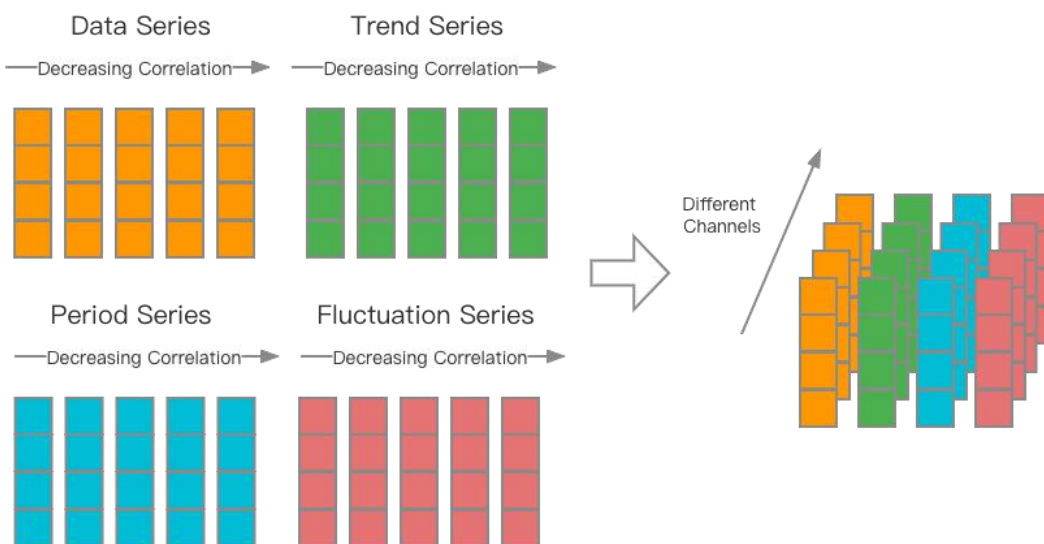 Data Series
Trend Series
Decreasing Correlation
Decreasing Correlation
Different
Channels
Period Series
Fluctuation Series
Decreasing Correlation
Decreasing Correlation